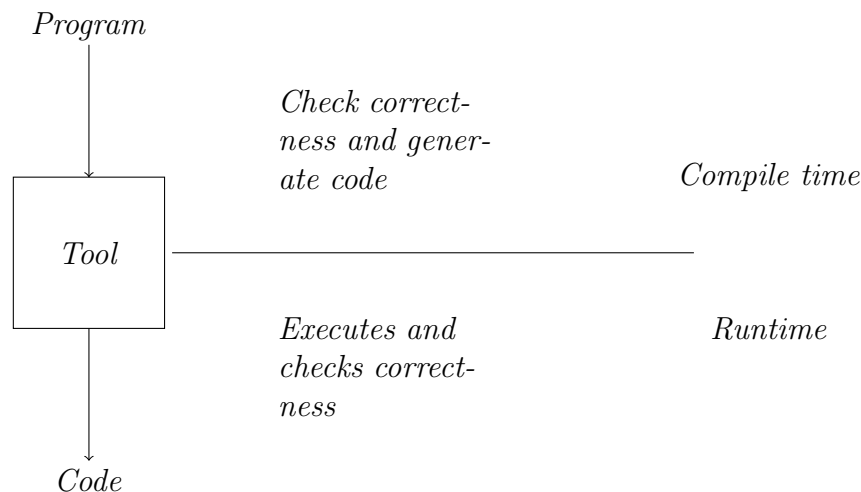 Program
Check correct-
ness and gener-
ate code
Compile time
Tool
Executes and
checks correct-
ness
Runtime
Code